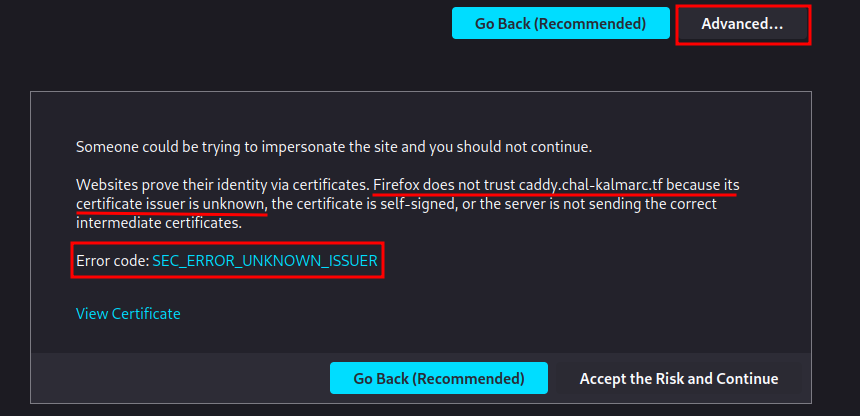 Go Back (Recommended) Advanced...
Someone could be trying to impersonate the site and you should not continue.
Websites prove their identity via certificates. Firefox does not trust caddy.chal-kalmarc.tf because its
certificate issuer is unknown, the certificate is self-signed, or the server is not sending the correct
intermediate certificates.
Error code: SEC_ERROR_UNKNOWN_ISSUER
View Certificate
Go Back (Recommended) Accept the Risk and Continue